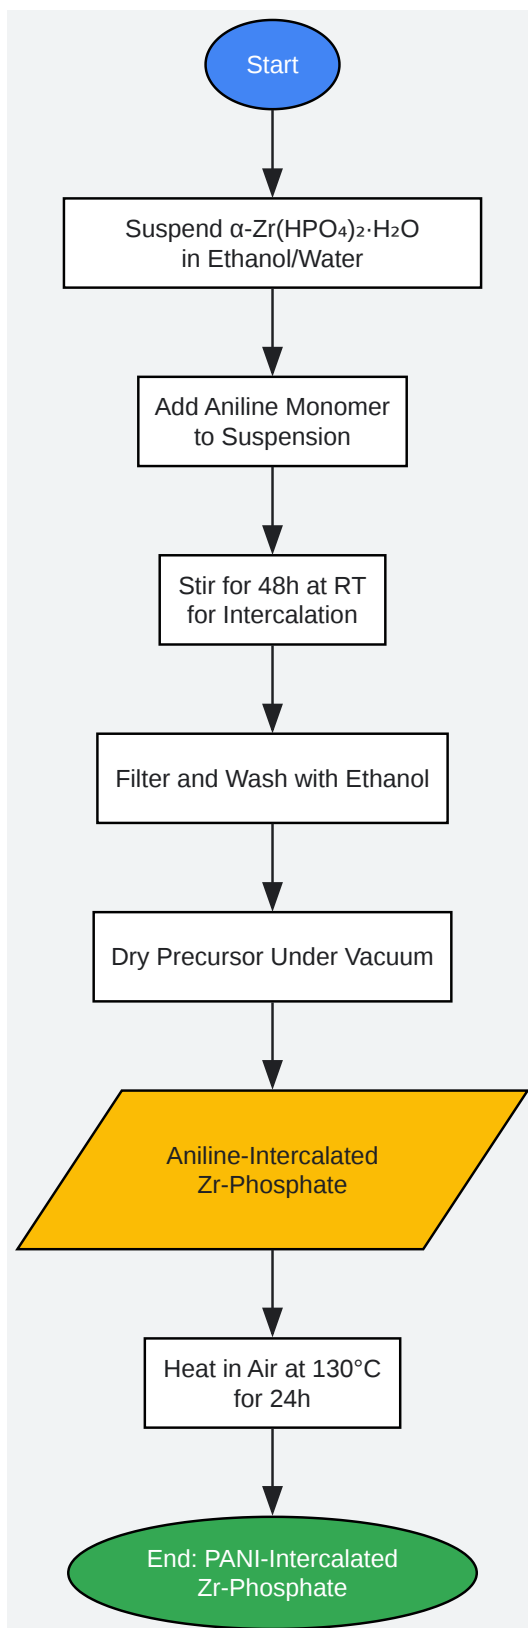 Start
Suspend α-Zr(HPO₄)₂·H₂O
in Ethanol/Water
Add Aniline Monomer
to Suspension
Stir for 48h at RT
for Intercalation
Filter and Wash with Ethanol
Dry Precursor Under Vacuum
Aniline-Intercalated
Zr-Phosphate
Heat in Air at 130°C
for 24h
End: PANI-Intercalated
Zr-Phosphate